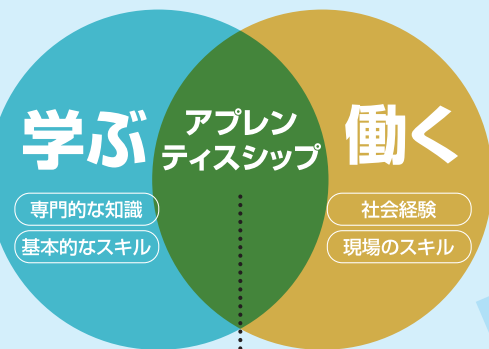 学ぶ
専門的な知識
基本的なスキル
アプレン
ティスシップ
働く
社会経験
現場のスキル